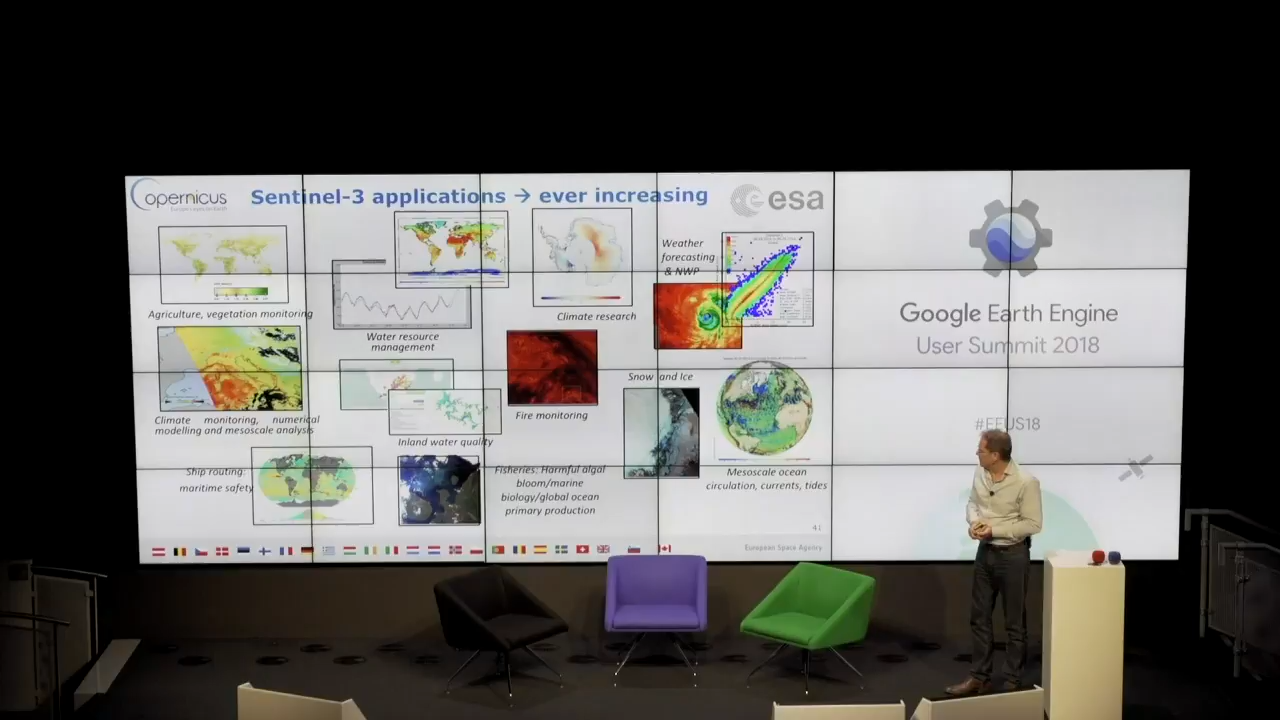 Copernicus
Sentinel-3 applications → ever increasing
esa
Agriculture, vegetation monitoring
Water resource
management
Climate research
Weather
forecasting
& NWP
Climate monitoring, numerical
modelling and mesoscale analysis
Inland water quality
Fire monitoring
Snow and Ice
Mesoscale ocean
circulation, currents, tides
Ship routing:
maritime safety
Fisheries: Harmful algal
bloom/marine
biology/global ocean
primary production
41
European Space Agency
Google Earth Engine
User Summit 2018
#EEUS18